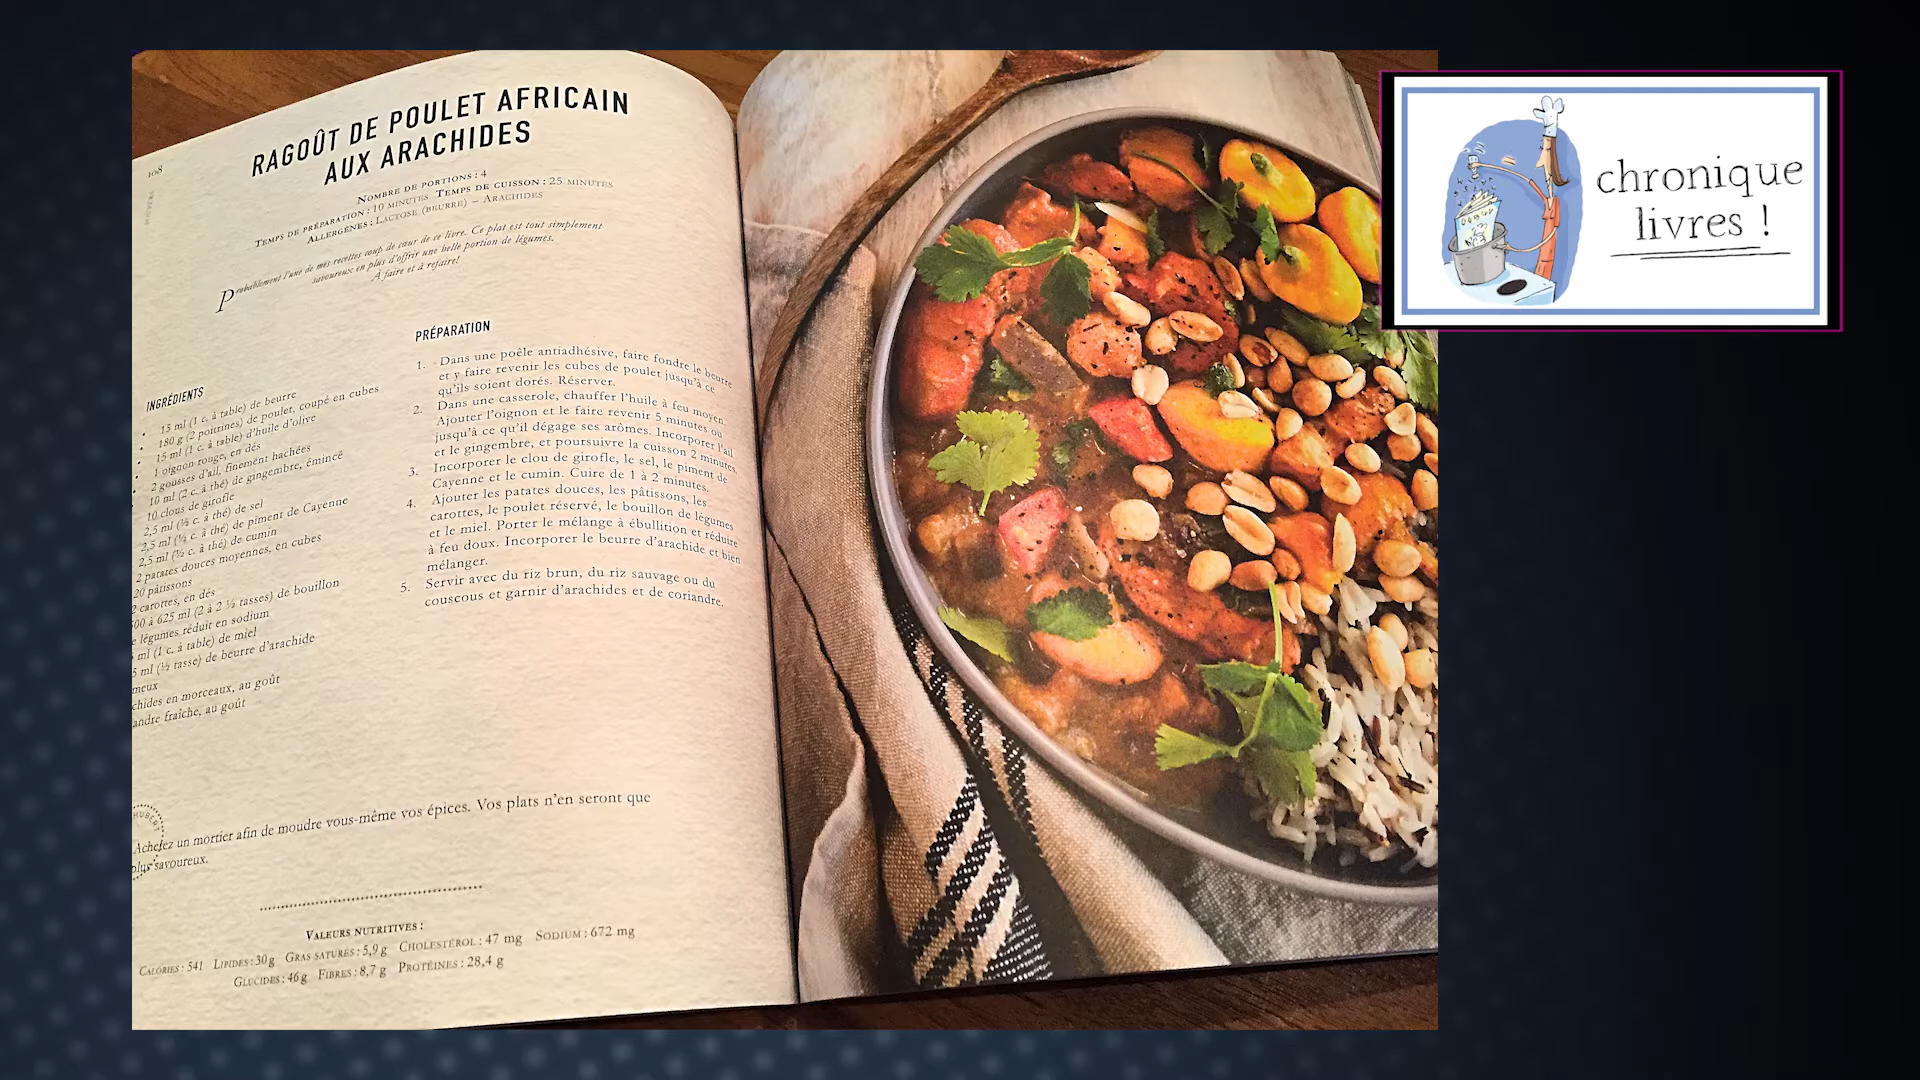 108
RAGOÛT DE POULET AFRICAIN
AUX ARACHIDES
NOMBRE DE PORTIONS : 4
TEMPS DE PRÉPARATION : 10 MINUTES TEMPS DE CUISSON : 25 MINUTES
ALLERGÈNES : LACTOSE (BEURRE) – ARACHIDES
Probablement l'une de mes recettes coup de cœur de ce livre. Ce plat est tout simplement
savoureux en plus d'offrir une belle portion de légumes.
À faire et à refaire!
INGRÉDIENTS
• 15 ml (1 c. à table) de beurre
• 180 g (2 poitrines) de poulet, coupé en cubes
• 15 ml (1 c. à table) d'huile d'olive
• 1 oignon rouge, en dés
• 2 gousses d'ail, finement hachées
• 10 ml (2 c. à thé) de gingembre, émincé
10 clous de girofle
2,5 ml (½ c. à thé) de sel
2,5 ml (½ c. à thé) de piment de Cayenne
2,5 ml (½ c. à thé) de cumin
2 patates douces moyennes, en cubes
20 pâtissons
2 carottes, en dés
00 à 625 ml (2 à 2 ½ tasses) de bouillon
e légumes réduit en sodium
ml (1 c. à table) de miel
5 ml (½ tasse) de beurre d'arachide
meux
chides en morceaux, au goût
andre fraîche, au goût
PRÉPARATION
1. Dans une poêle antiadhésive, faire fondre le beurre
et y faire revenir les cubes de poulet jusqu'à ce
qu'ils soient dorés. Réserver.
2. Dans une casserole, chauffer l'huile à feu moyen.
Ajouter l'oignon et le faire revenir 5 minutes ou
jusqu'à ce qu'il dégage ses arômes. Incorporer l'ail
et le gingembre, et poursuivre la cuisson 2 minutes.
3. Incorporer le clou de girofle, le sel, le piment de
Cayenne et le cumin. Cuire de 1 à 2 minutes.
4. Ajouter les patates douces, les pâtissons, les
carottes, le poulet réservé, le bouillon de légumes
et le miel. Porter le mélange à ébullition et réduire
à feu doux. Incorporer le beurre d'arachide et bien
mélanger.
5. Servir avec du riz brun, du riz sauvage ou du
couscous et garnir d'arachides et de coriandre.
HUBERT
Achetez un mortier afin de moudre vous-même vos épices. Vos plats n'en seront que
plus savoureux.
VALEURS NUTRITIVES :
CALORIES : 541 LIPIDES : 30 g GRAS SATURÉS : 5,9 g CHOLESTÉROL : 47 mg SODIUM : 672 mg
GLUCIDES : 46 g FIBRES : 8,7 g PROTÉINES : 28,4 g
chronique
livres !